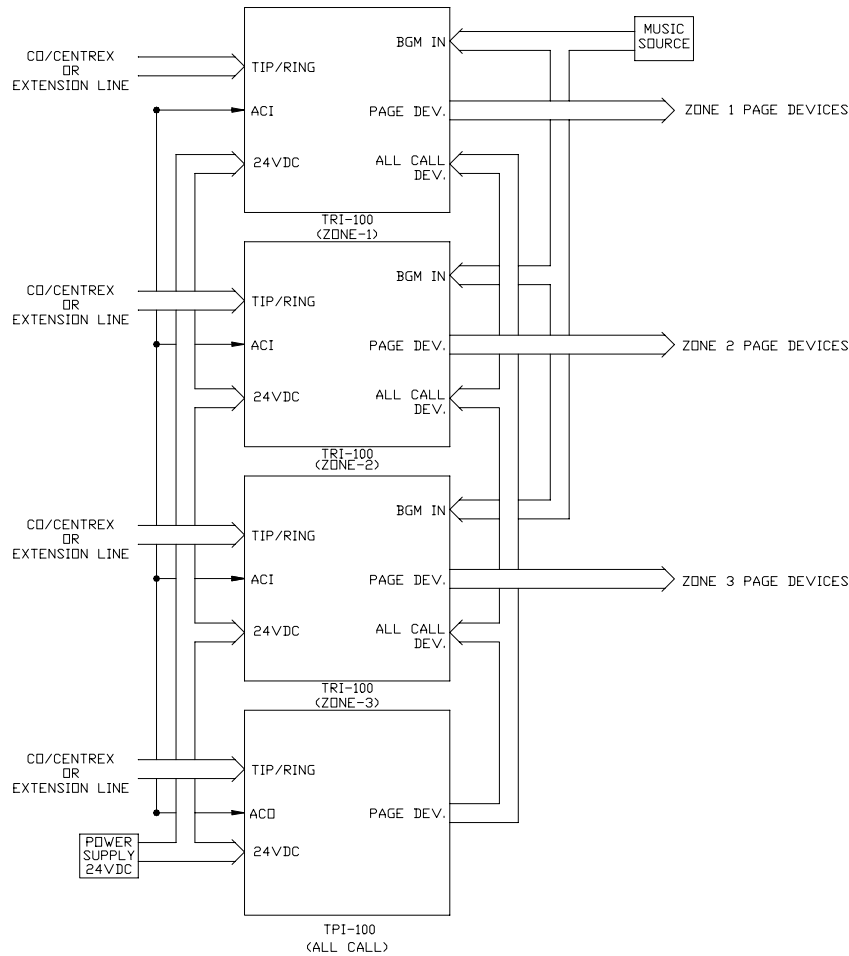 MUSIC
SOURCE
BGM IN
CO/CENTREX
OR
EXTENSION LINE
TIP/RING
ACI
PAGE DEV.
ZONE 1 PAGE DEVICES
24VDC
ALL CALL
DEV.
TRI-100
(ZONE-1)
BGM IN
CO/CENTREX
OR
EXTENSION LINE
TIP/RING
ACI
PAGE DEV.
ZONE 2 PAGE DEVICES
24VDC
ALL CALL
DEV.
TRI-100
(ZONE-2)
BGM IN
CO/CENTREX
OR
EXTENSION LINE
TIP/RING
ACI
PAGE DEV.
ZONE 3 PAGE DEVICES
24VDC
ALL CALL
DEV.
TRI-100
(ZONE-3)
CO/CENTREX
OR
EXTENSION LINE
TIP/RING
ACO
PAGE DEV.
POWER
SUPPLY
24VDC
24VDC
TPI-100
(ALL CALL)